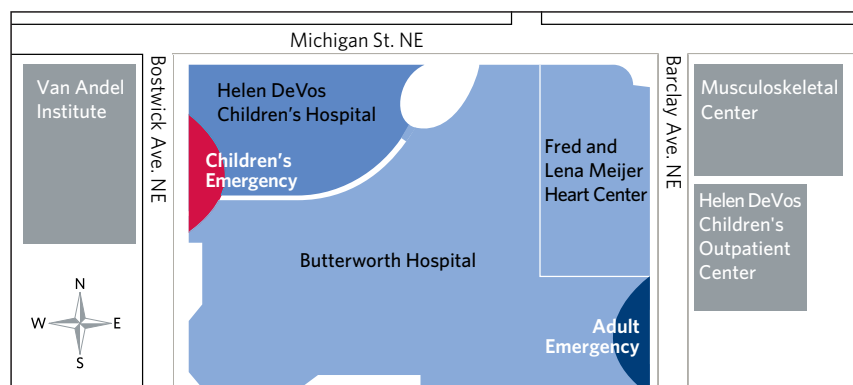 Michigan St. NE
Van Andel
Institute
Bostwick Ave. NE
Helen DeVos
Children’s Hospital
Children’s
Emergency
Fred and
Lena Meijer
Heart Center
Barclay Ave. NE
Musculoskeletal
Center
Helen DeVos
Children's
Outpatient
Center
Butterworth Hospital
Adult
Emergency
N
W
E
S